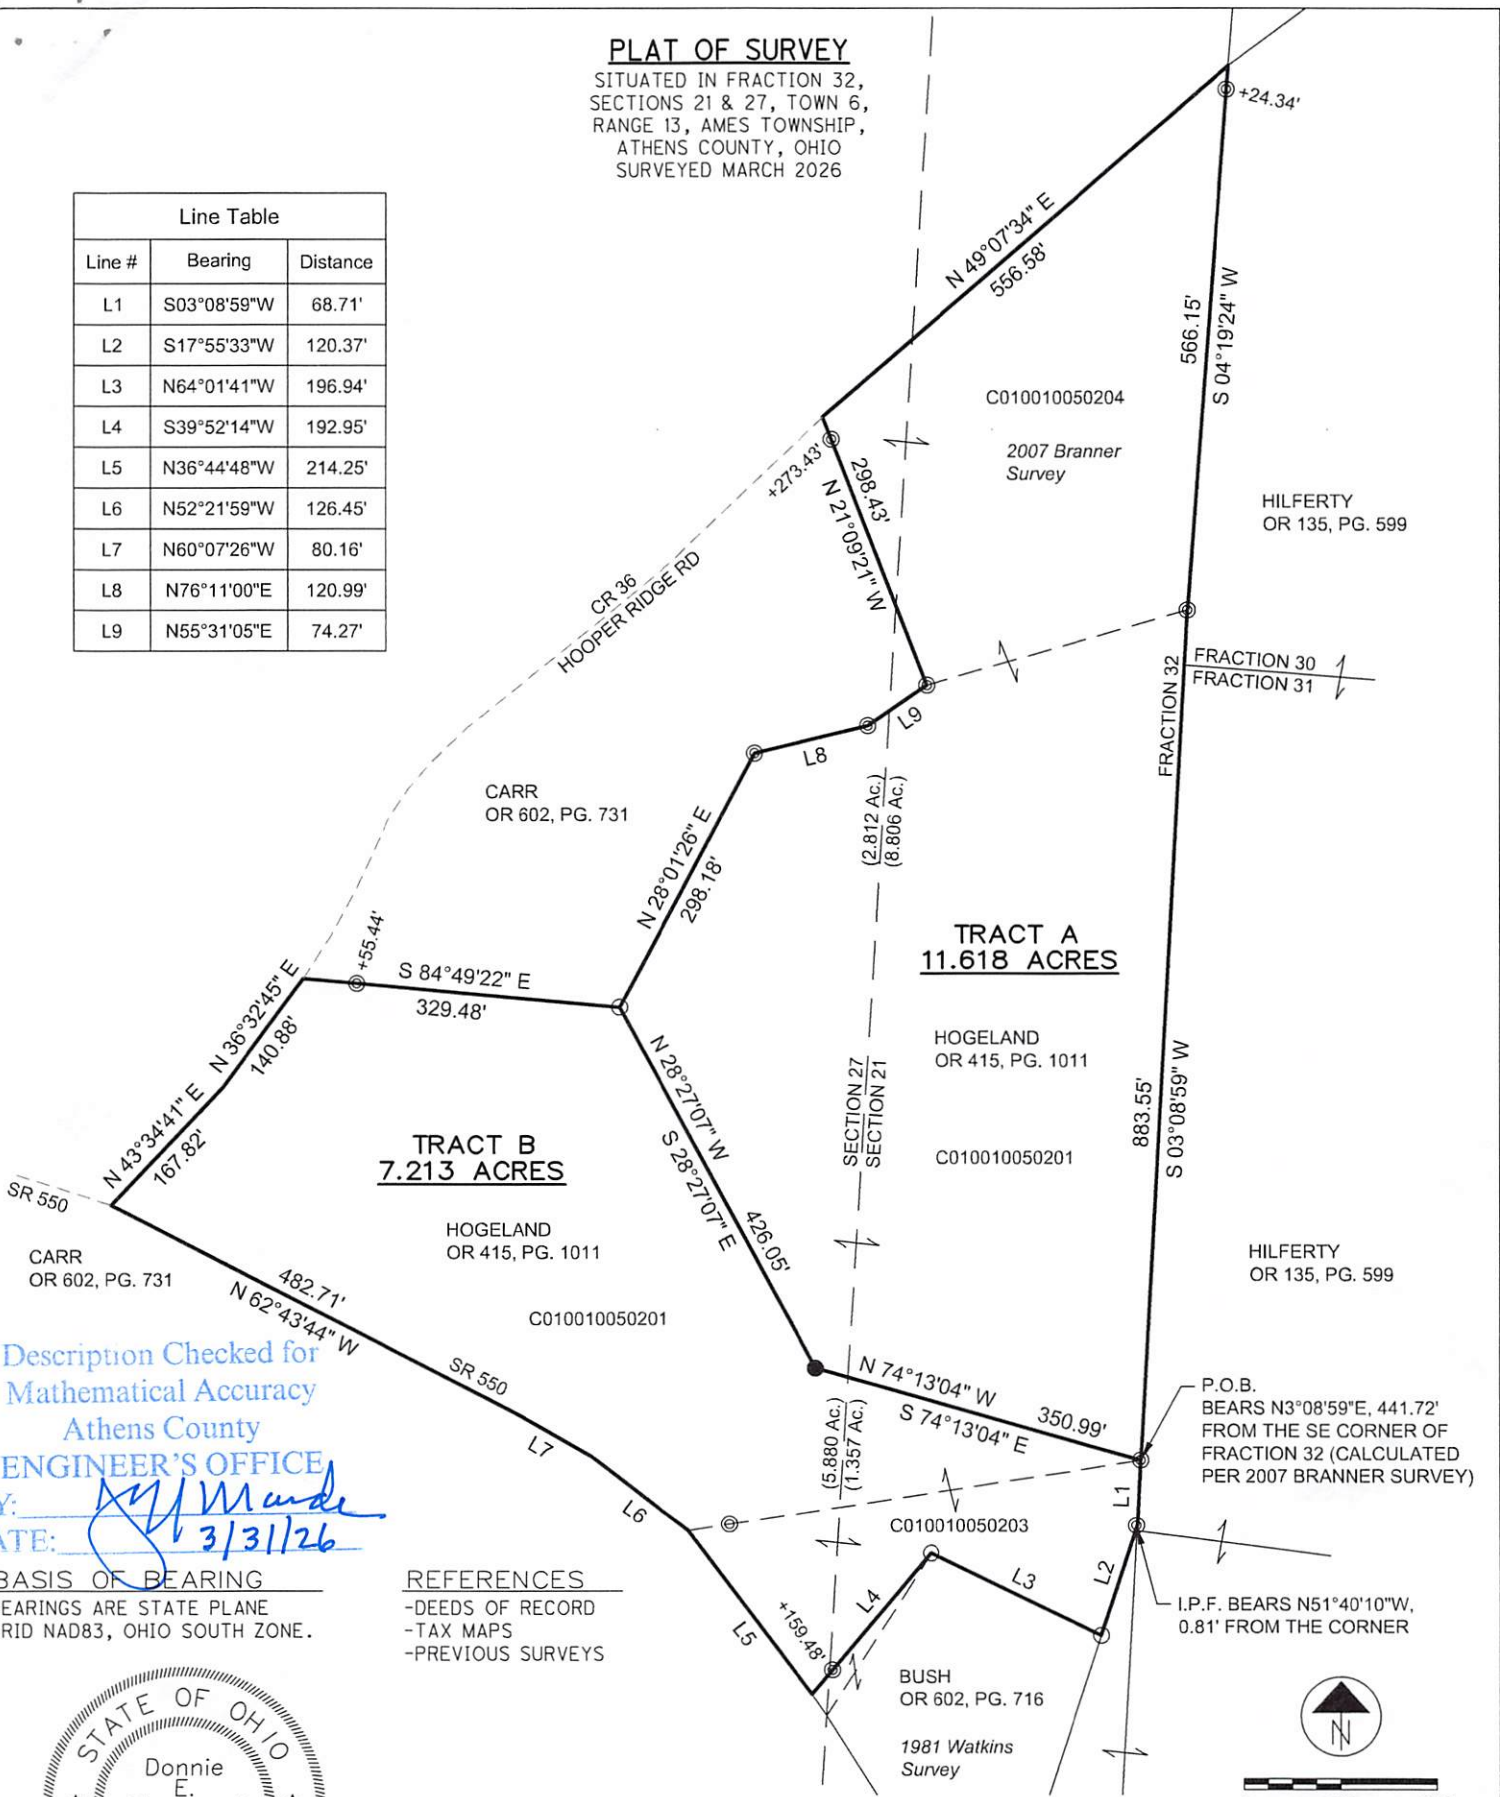 PLAT OF SURVEY
SITUATED IN FRACTION 32,
SECTIONS 21 & 27, TOWN 6,
RANGE 13, AMES TOWNSHIP,
ATHENS COUNTY, OHIO
SURVEYED MARCH 2026
+24.34'
Line Table
Line # Bearing Distance
L1 S03°08'59"W 68.71'
L2 S17°55'33"W 120.37'
L3 N64°01'41"W 196.94'
L4 S39°52'14"W 192.95'
L5 N36°44'48"W 214.25'
L6 N52°21'59"W 126.45'
L7 N60°07'26"W 80.16'
L8 N76°11'00"E 120.99'
L9 N55°31'05"E 74.27'
N 49°07'34" E
556.58'
566.15'
S 04°19'24" W
C010010050204
2007 Branner
Survey
+273.43'
298.43'
N 21°09'21" W
HILFERTY
OR 135, PG. 599
CR 36
HOOPER RIDGE RD
FRACTION 32
FRACTION 30
FRACTION 31
L9
L8
CARR
OR 602, PG. 731
(2.812 Ac.)
(8.806 Ac.)
N 28°01'26" E
298.18'
TRACT A
11.618 ACRES
+55.44'
S 84°49'22" E
329.48'
N 36°32'45" E
140.88'
HOGELAND
OR 415, PG. 1011
SECTION 27
SECTION 21
883.55'
S 03°08'59" W
N 28°27'07" W
S 28°27'07" E
426.05'
N 43°34'41" E
167.82'
TRACT B
7.213 ACRES
C010010050201
SR 550
HOGELAND
OR 415, PG. 1011
CARR
OR 602, PG. 731
HILFERTY
OR 135, PG. 599
482.71'
N 62°43'44" W
C010010050201
Description Checked for
Mathematical Accuracy
Athens County
ENGINEER'S OFFICE
Y:
ATE: 3/31/26
SR 550
N 74°13'04" W
S 74°13'04" E
350.99'
P.O.B.
BEARS N3°08'59"E, 441.72'
FROM THE SE CORNER OF
FRACTION 32 (CALCULATED
PER 2007 BRANNER SURVEY)
L7
(5.880 Ac.)
(1.357 Ac.)
L6
L1
C010010050203
L2
L3
L4
L5
+159.48'
I.P.F. BEARS N51°40'10"W,
0.81' FROM THE CORNER
BASIS OF BEARING
EARINGS ARE STATE PLANE
RID NAD83, OHIO SOUTH ZONE.
REFERENCES
-DEEDS OF RECORD
-TAX MAPS
-PREVIOUS SURVEYS
BUSH
OR 602, PG. 716
1981 Watkins
Survey
N
STATE OF OHIO
Donnie
E.